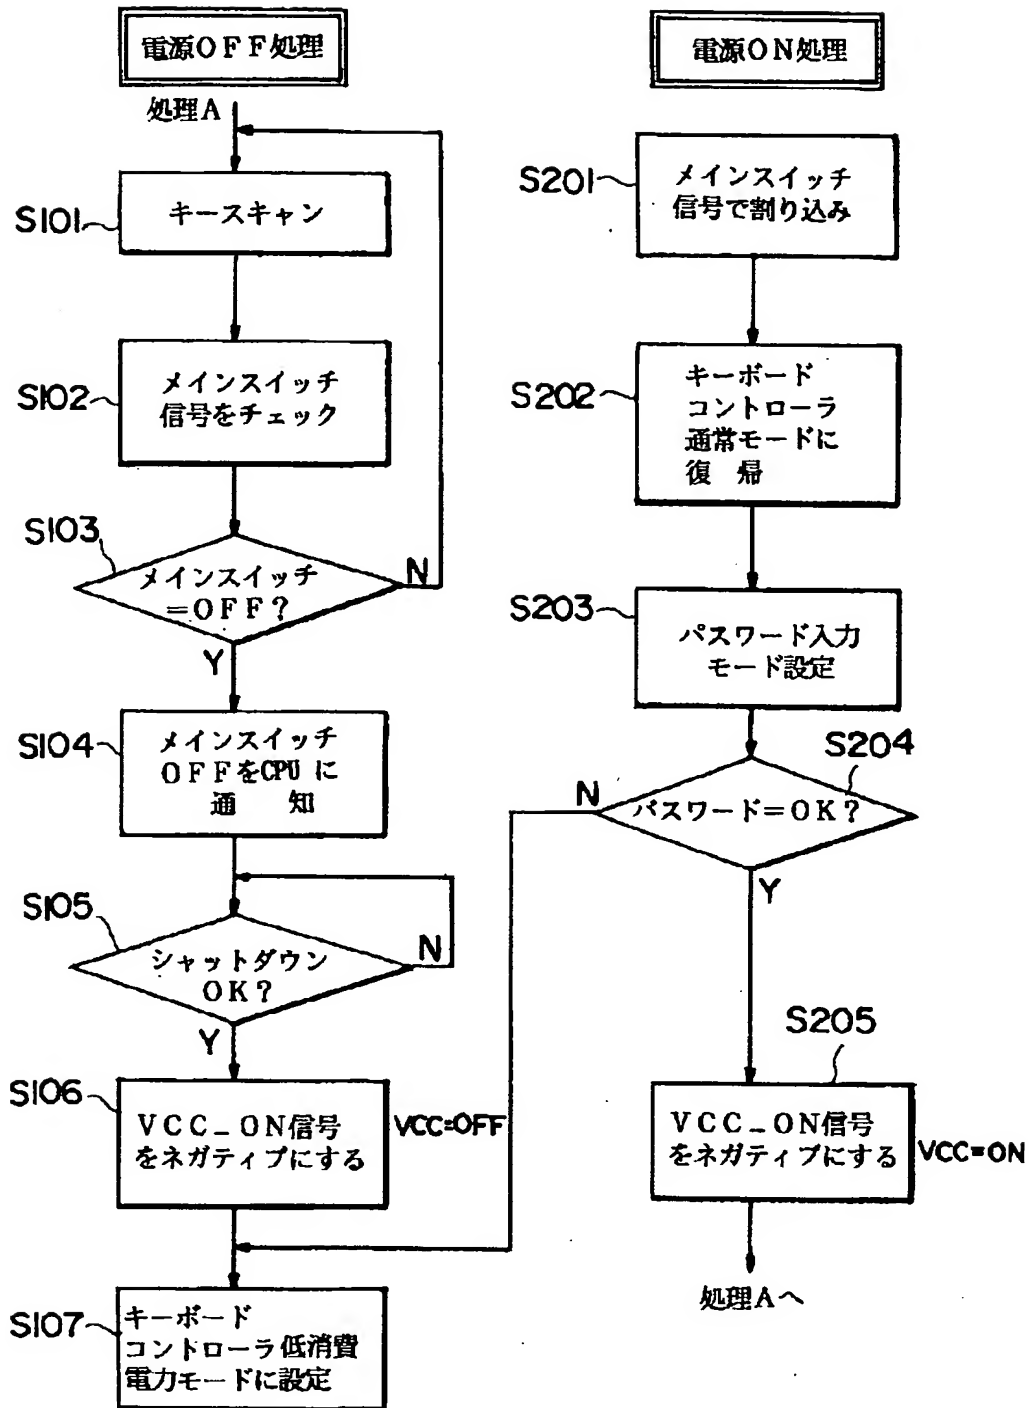 電源OFF処理
処理A
S101
キースキャン
S102
メインスイッチ
信号をチェック
S103
メインスイッチ
=OFF?
N
Y
S104
メインスイッチ
OFFをCPUに
通 知
S105
シャットダウン
OK?
N
Y
S106
VCC_ON信号
をネガティブにする
VCC=OFF
S107
キーボード
コントローラ低消費
電力モードに設定
電源ON処理
S201
メインスイッチ
信号で割り込み
S202
キーボード
コントローラ
通常モードに
復 帰
S203
パスワード入力
モード設定
S204
パスワード=OK?
N
Y
S205
VCC_ON信号
をネガティブにする
VCC=ON
処理Aへ